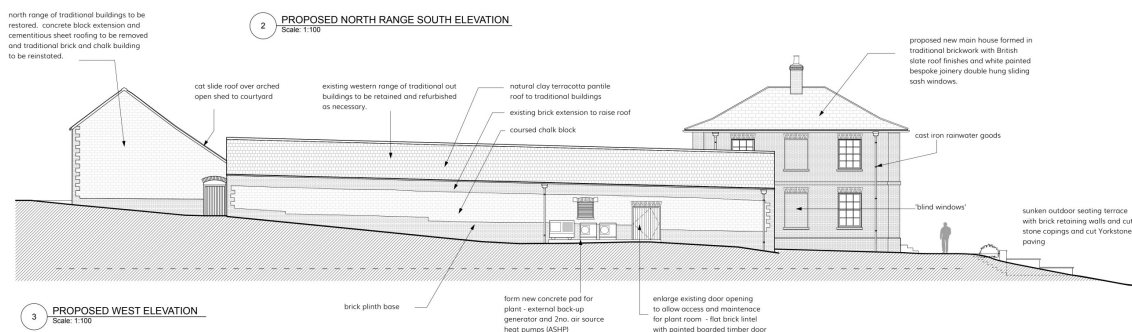 north range of traditional buildings to be
restored. concrete block extension and
cementitious sheet roofing to be removed
and traditional brick and chalk building
to be reinstated.
2
PROPOSED NORTH RANGE SOUTH ELEVATION
Scale: 1:100
cat slide roof over arched
open shed to courtyard
existing western range of traditional out
buildings to be retained and refurbished
as necessary.
natural clay terracotta pantile
roof to traditional buildings
existing brick extension to raise roof
coursed chalk block
proposed new main house formed in
traditional brickwork with British
slate roof finishes and white painted
bespoke joinery double hung sliding
sash windows.
cast iron rainwater goods
'blind windows'
sunken outdoor seating terrace
with brick retaining walls and cut
stone copings and cut Yorkstone
paving
3
PROPOSED WEST ELEVATION
Scale: 1:100
brick plinth base
form new concrete pad for
plant - external back-up
generator and 2no. air source
heat pumps (ASHP)
enlarge existing door opening
to allow access and maintenace
for plant room - flat brick lintel
with painted boarded timber door